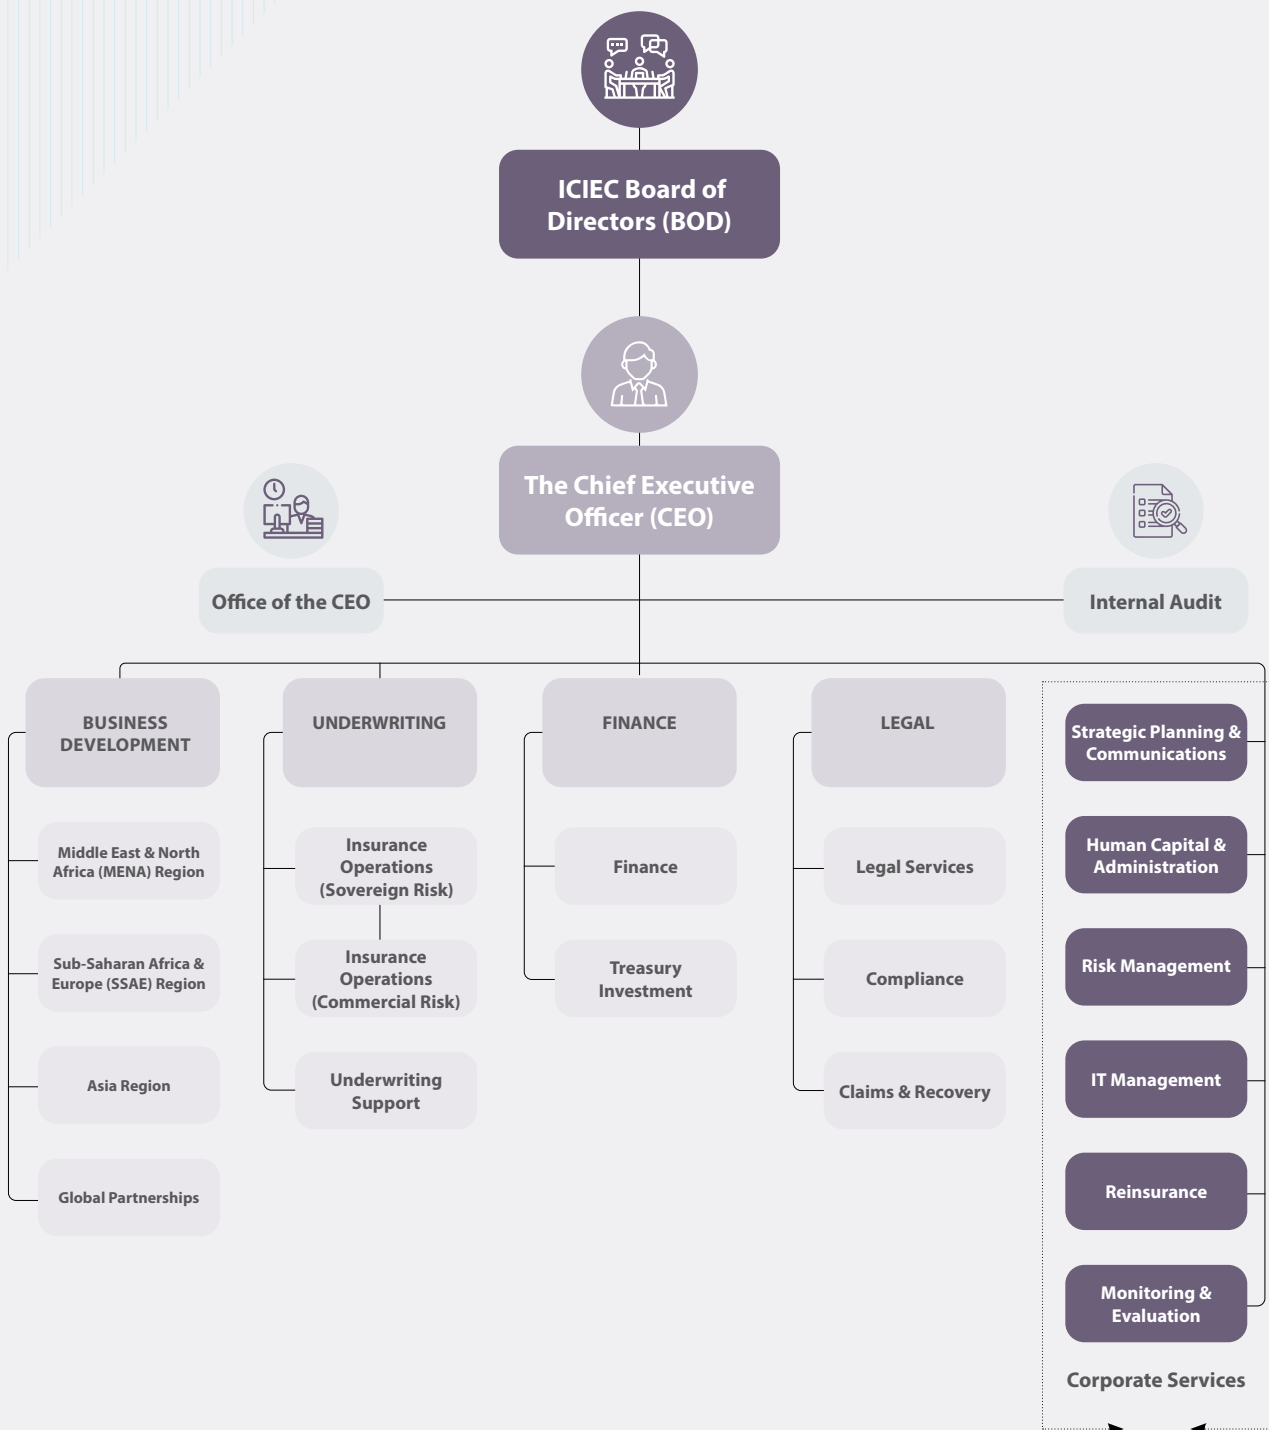 ICIEC Board of
Directors (BOD)
The Chief Executive
Officer (CEO)
Office of the CEO
Internal Audit
BUSINESS
DEVELOPMENT
Middle East & North
Africa (MENA) Region
Sub-Saharan Africa &
Europe (SSAE) Region
Asia Region
Global Partnerships
UNDERWRITING
Insurance
Operations
(Sovereign Risk)
Insurance
Operations
(Commercial Risk)
Underwriting
Support
FINANCE
Finance
Treasury
Investment
LEGAL
Legal Services
Compliance
Claims & Recovery
Strategic Planning &
Communications
Human Capital &
Administration
Risk Management
IT Management
Reinsurance
Monitoring &
Evaluation
Corporate Services